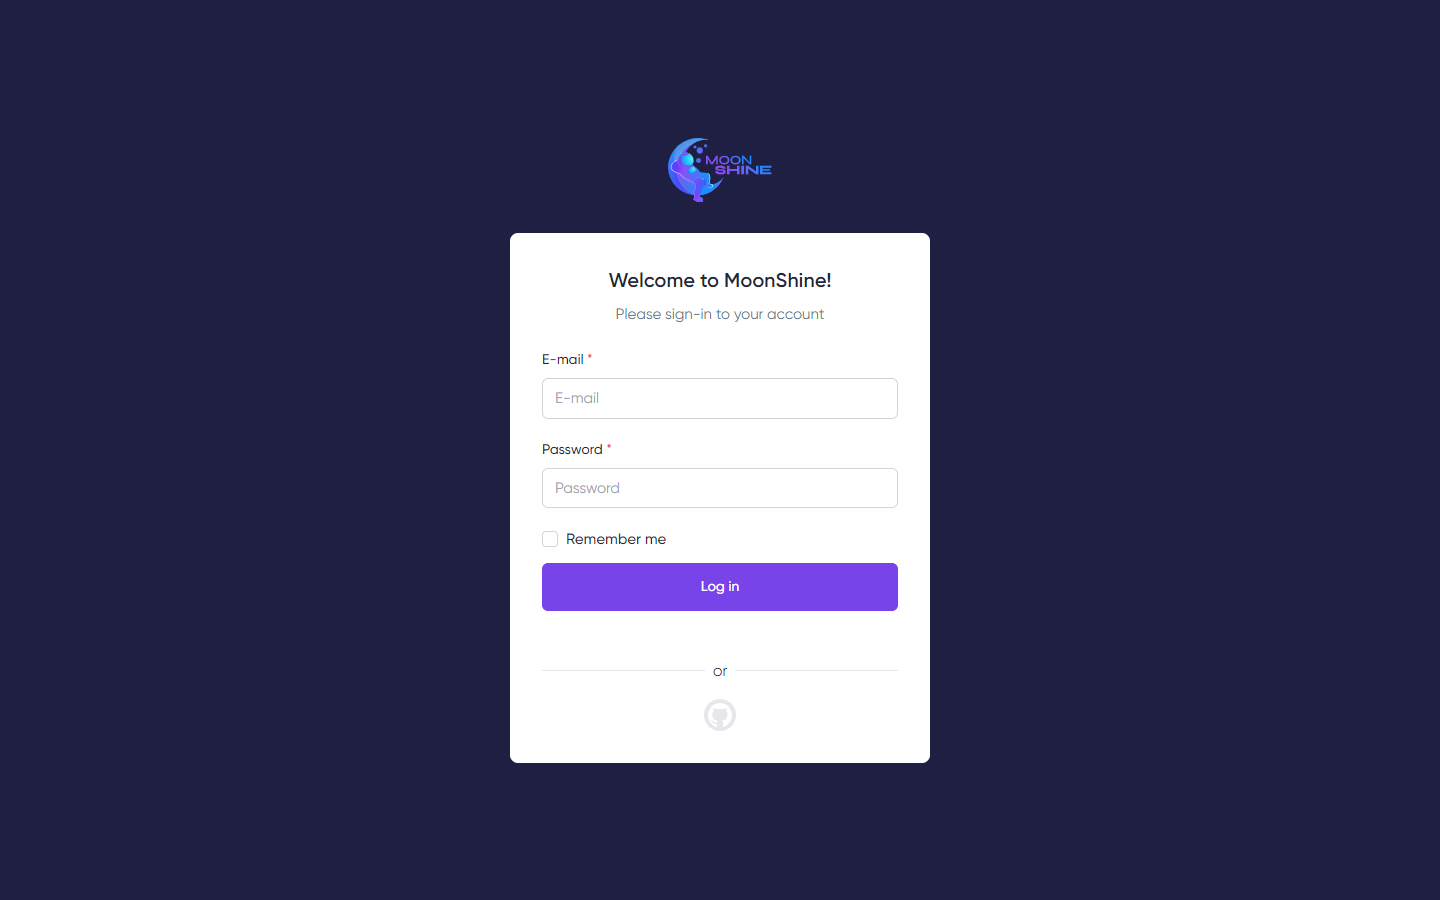 MOON
SHINE
Welcome to MoonShine!
Please sign-in to your account
E-mail *
E-mail
Password *
Password
Remember me
Log in
or